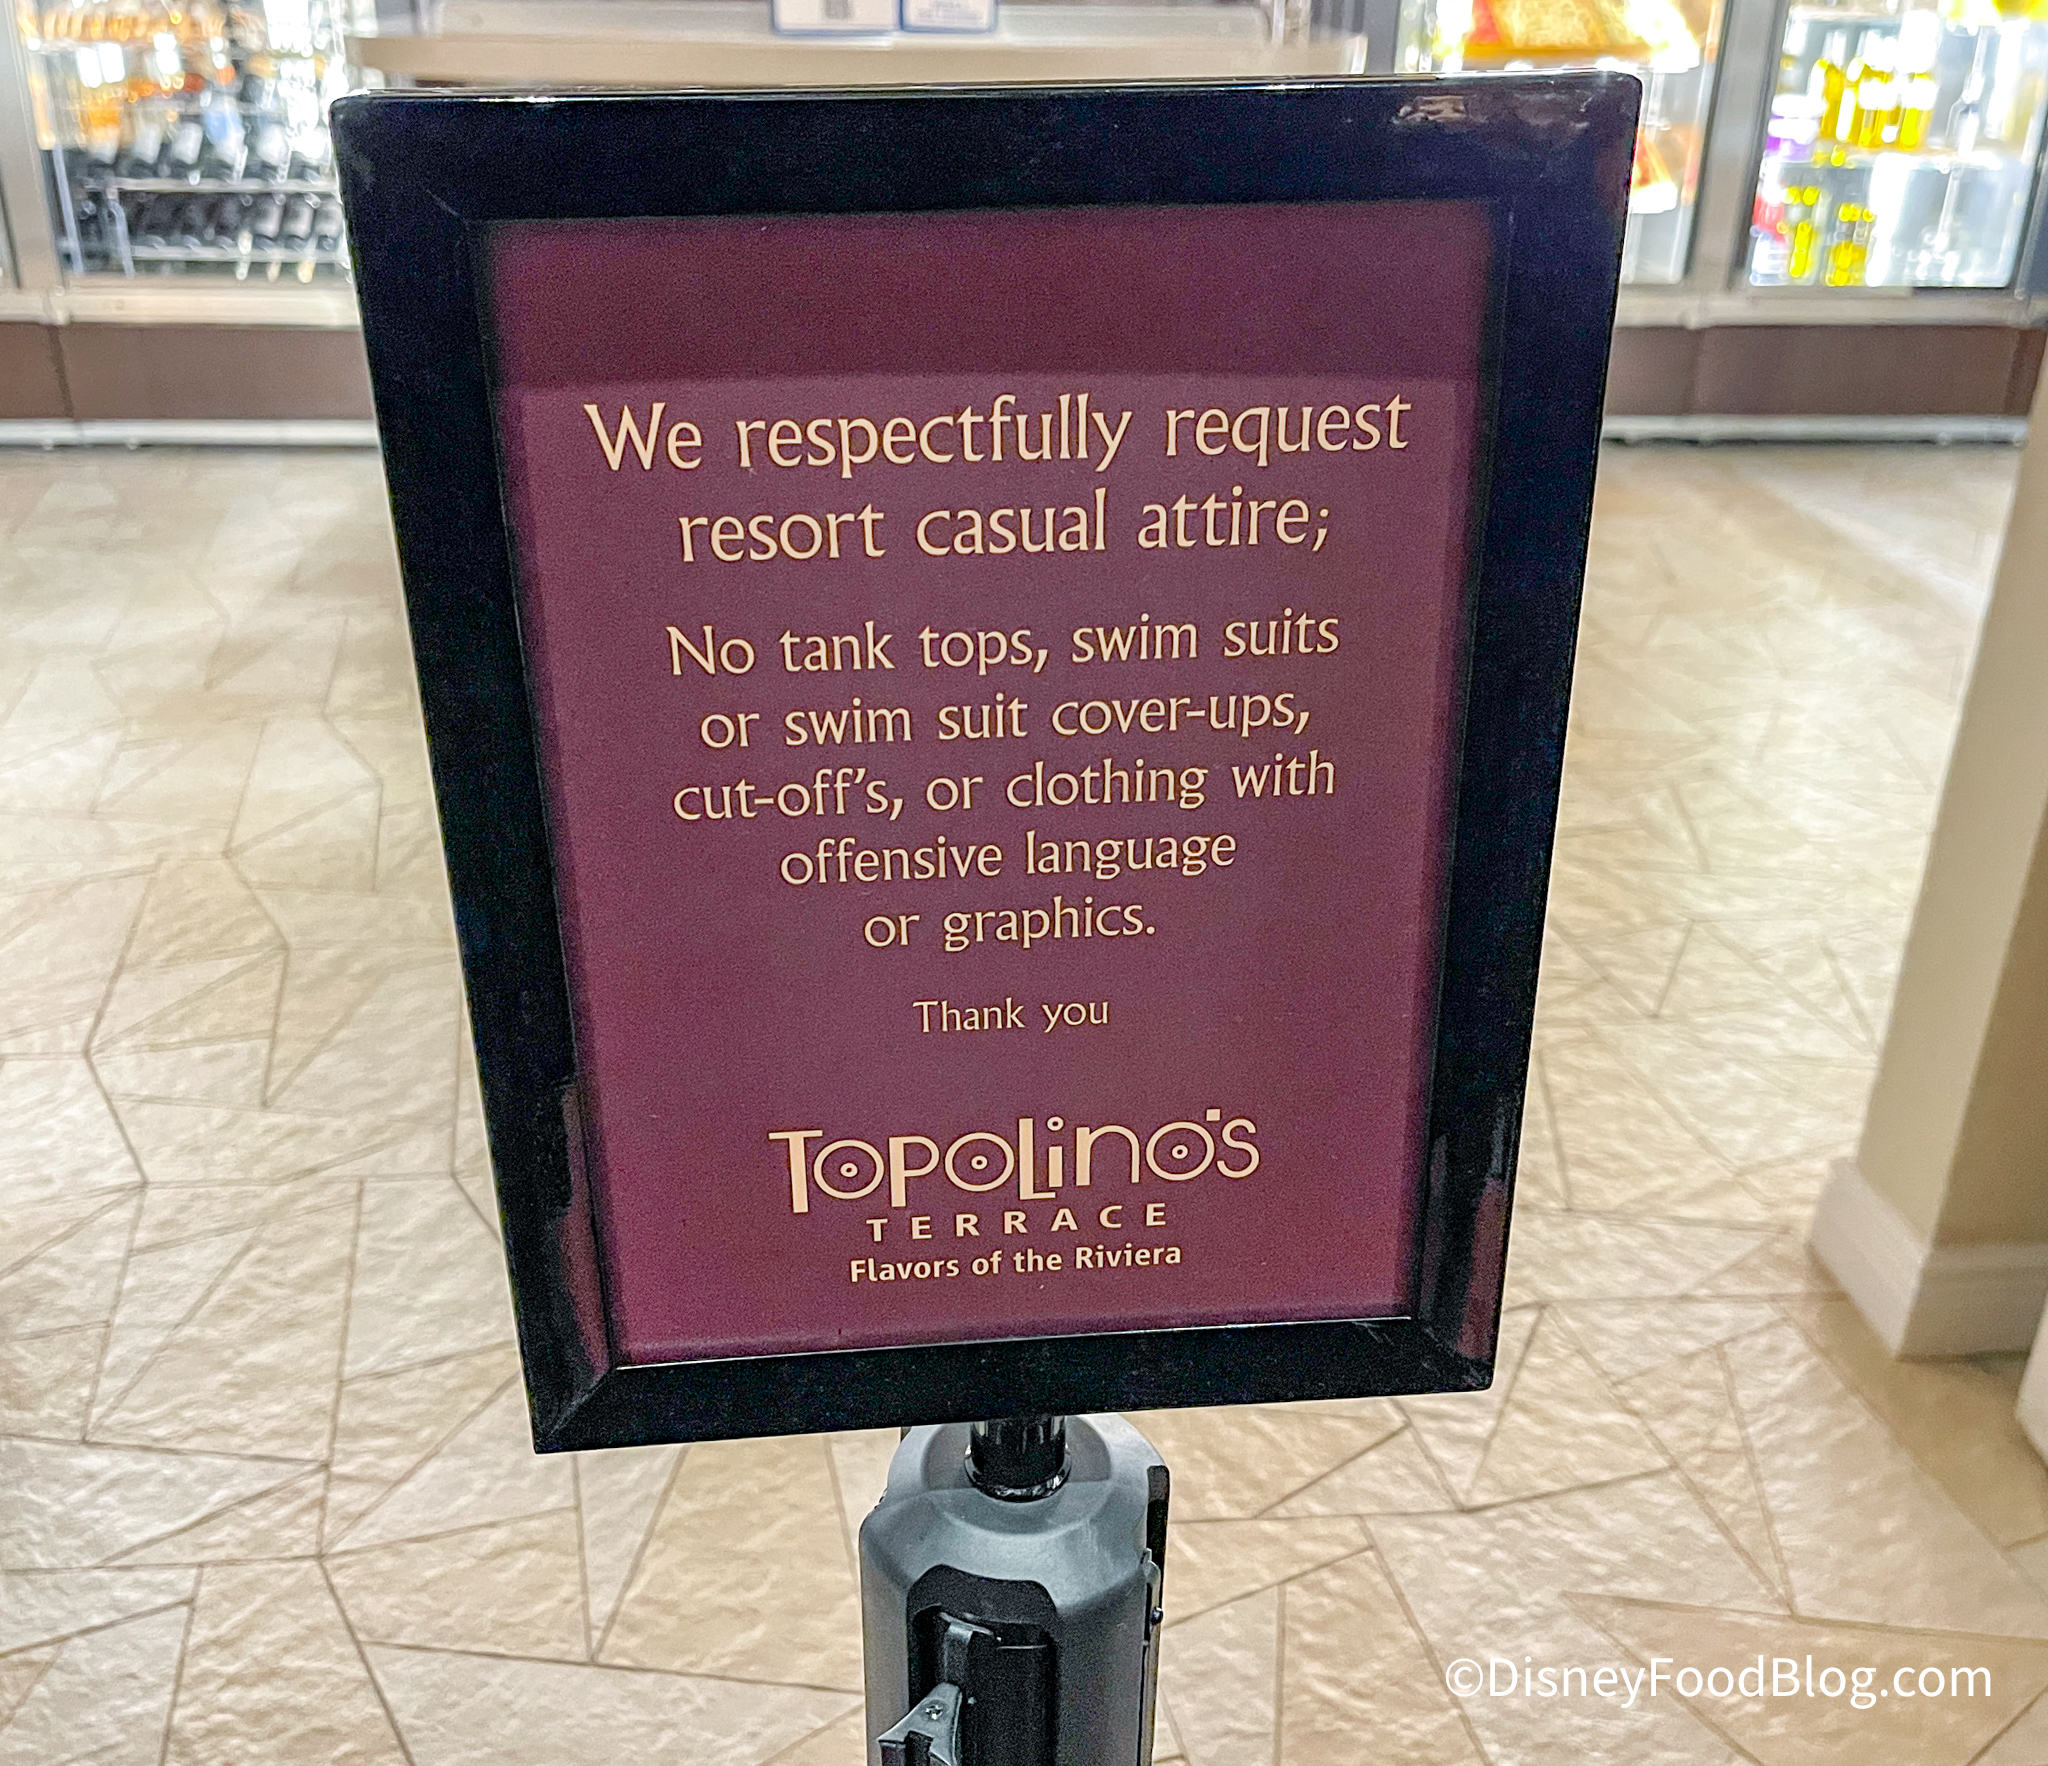 We respectfully request
resort casual attire;
No tank tops, swim suits
or swim suit cover-ups,
cut-off's, or clothing with
offensive language
or graphics.
Thank you
Topolino's
TERRACE
Flavors of the Riviera
©DisneyFoodBlog.com